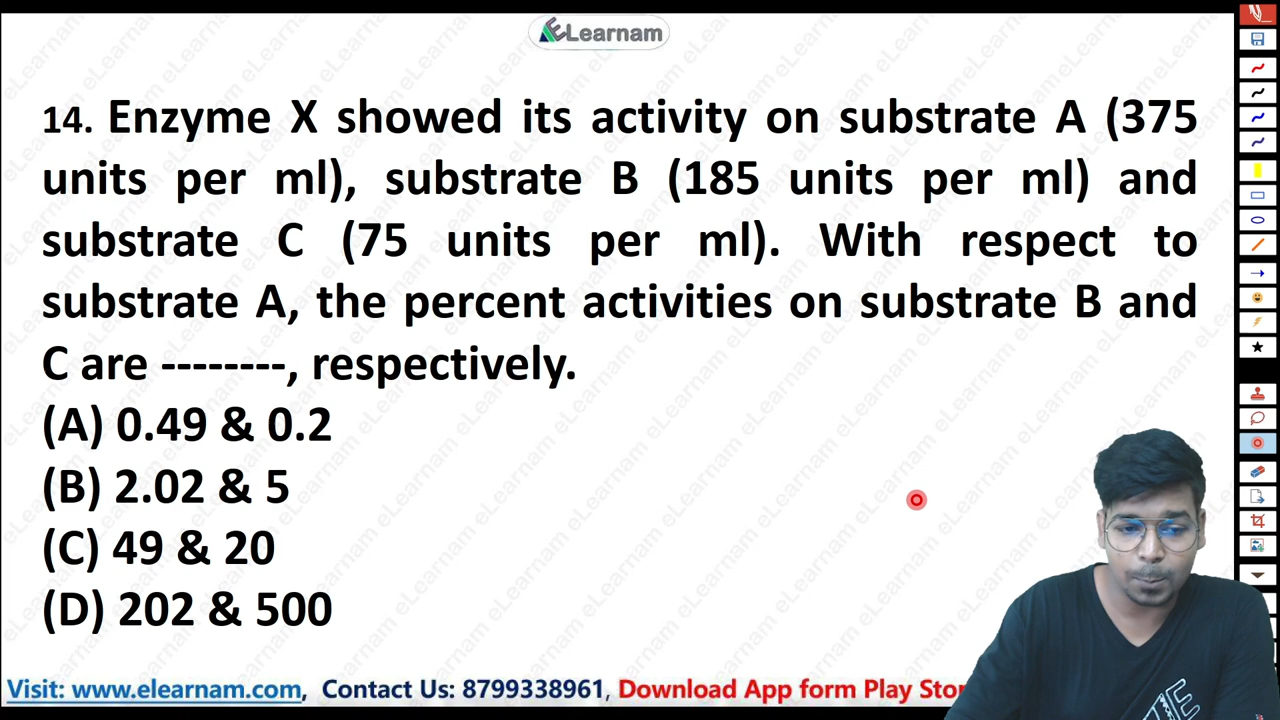 ELearnam
14. Enzyme X showed its activity on substrate A (375
units per ml), substrate B (185 units per ml) and
substrate C (75 units per ml). With respect to
substrate A, the percent activities on substrate B and
C are --------, respectively.
(A) 0.49 & 0.2
(B) 2.02 & 5
(C) 49 & 20
(D) 202 & 500
Visit: www.elearnam.com, Contact Us: 8799338961, Download App form Play Stor